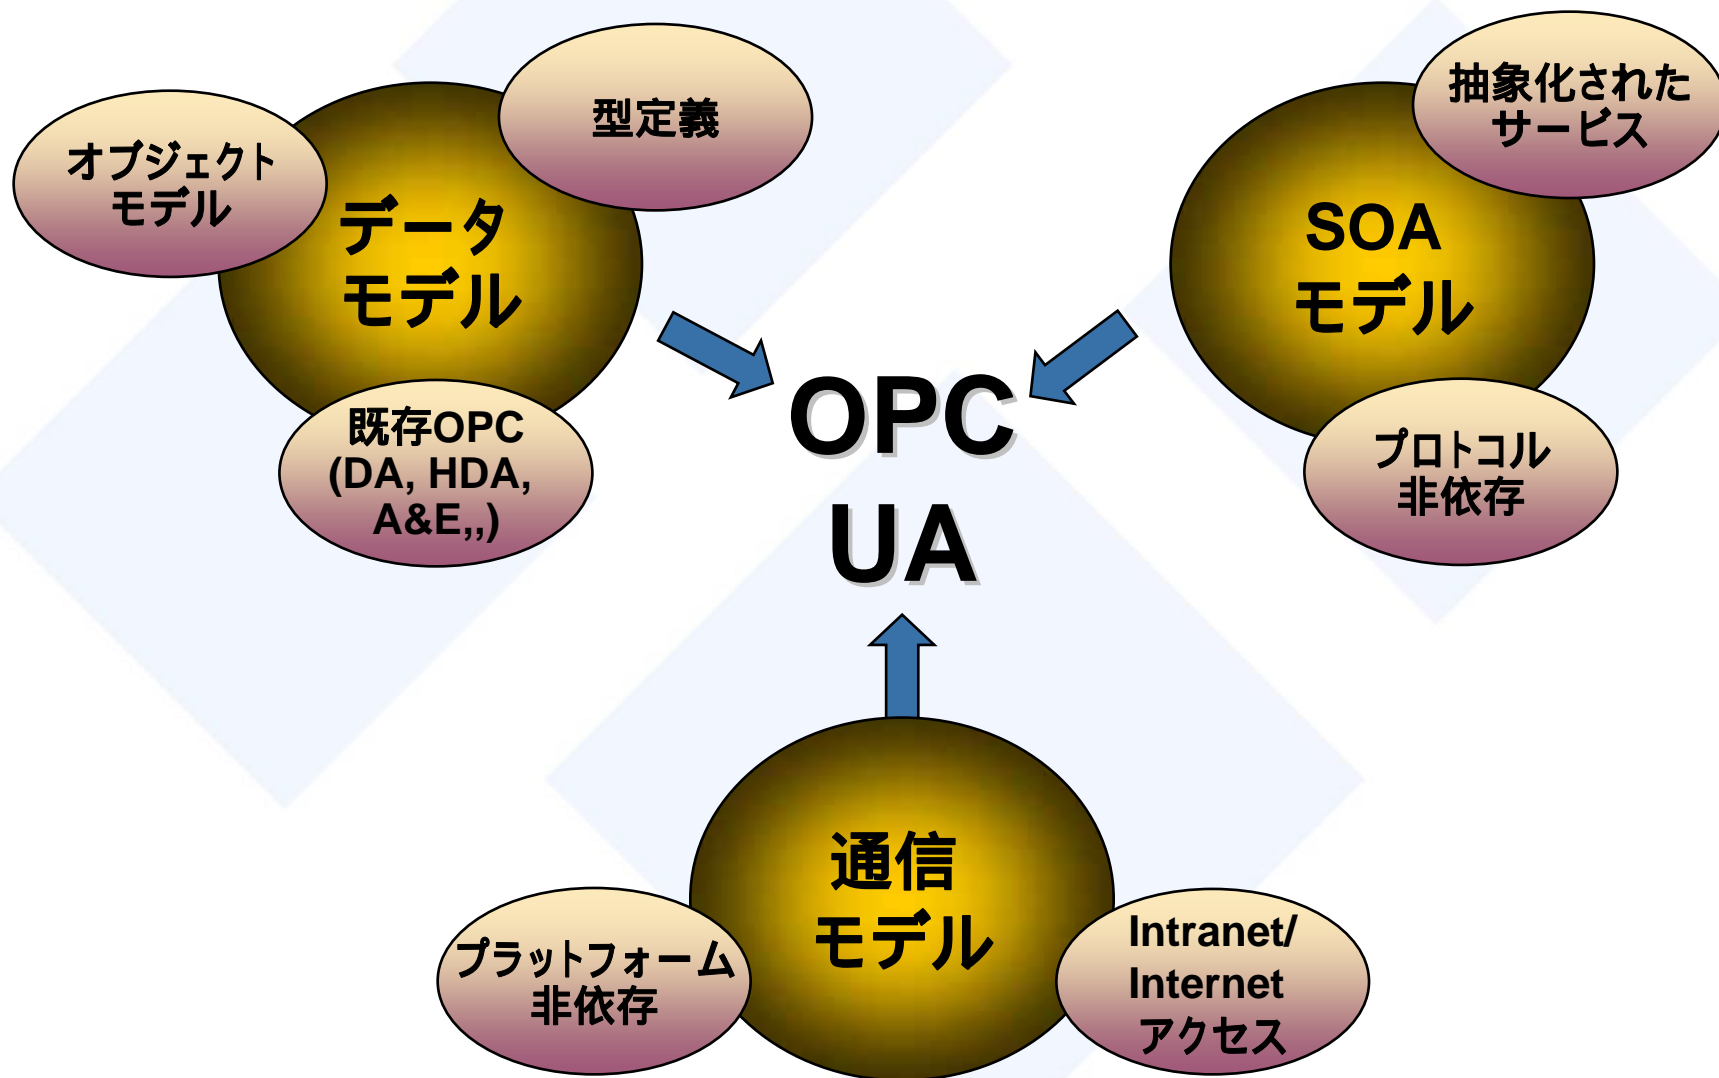 オブジェクト
モデル
型定義
データ
モデル
既存OPC
(DA, HDA,
A&E,,)
抽象化された
サービス
SOA
モデル
プロトコル
非依存
OPC
UA
通信
モデル
プラットフォーム
非依存
Intranet/
Internet
アクセス